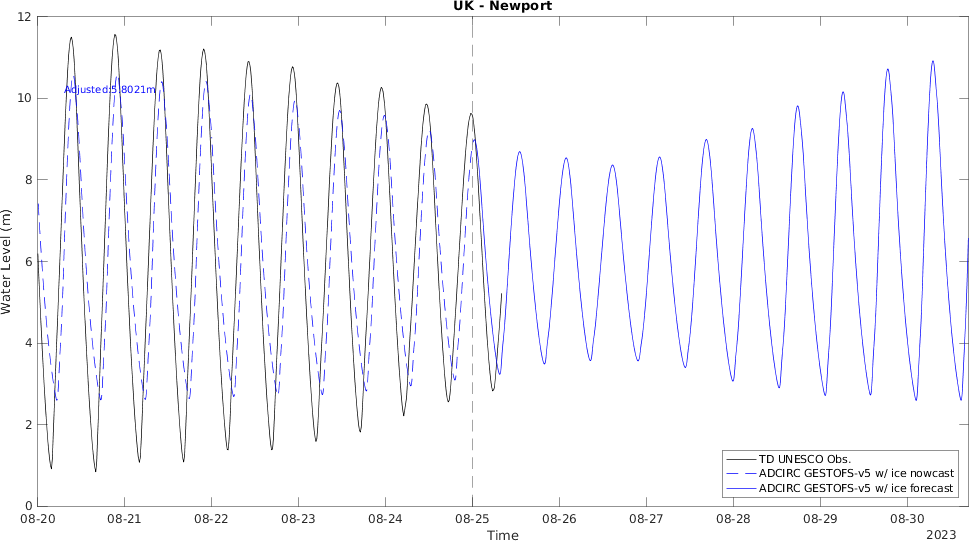 UK - Newport
12
10
8
6
4
2
0
Water Level (m)
Adjusted:5.8021m
TD UNESCO Obs.
ADCIRC GESTOFS-v5 w/ ice nowcast
ADCIRC GESTOFS-v5 w/ ice forecast
08-20 08-21 08-22 08-23 08-24 08-25 08-26 08-27 08-28 08-29 08-30
Time
2023